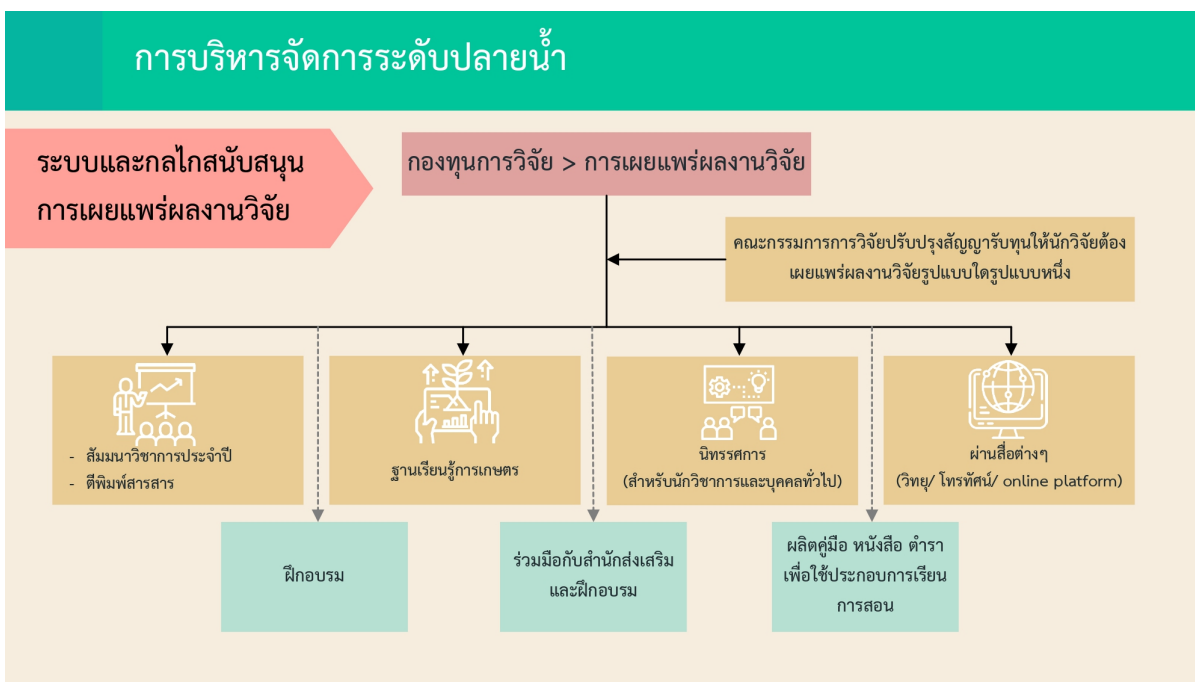 การบริหารจัดการระดับปลายน้ำ
ระบบและกลไกสนับสนุน
การเผยแพร่ผลงานวิจัย
กองทุนการวิจัย > การเผยแพร่ผลงานวิจัย
คณะกรรมการการวิจัยปรับปรุงสัญญารับทุนให้นักวิจัยต้อง
เผยแพร่ผลงานวิจัยรูปแบบใดรูปแบบหนึ่ง
- สัมมนาวิชาการประจำปี
- ตีพิมพ์สารสาร
ฐานเรียนรู้การเกษตร
นิทรรศการ
(สำหรับนักวิชาการและบุคคลทั่วไป)
ผ่านสื่อต่างๆ
(วิทยุ/ โทรทัศน์/ online platform)
ฝึกอบรม
ร่วมมือกับสำนักส่งเสริม
และฝึกอบรม
ผลิตคู่มือ หนังสือ ตำรา
เพื่อใช้ประกอบการเรียน
การสอน